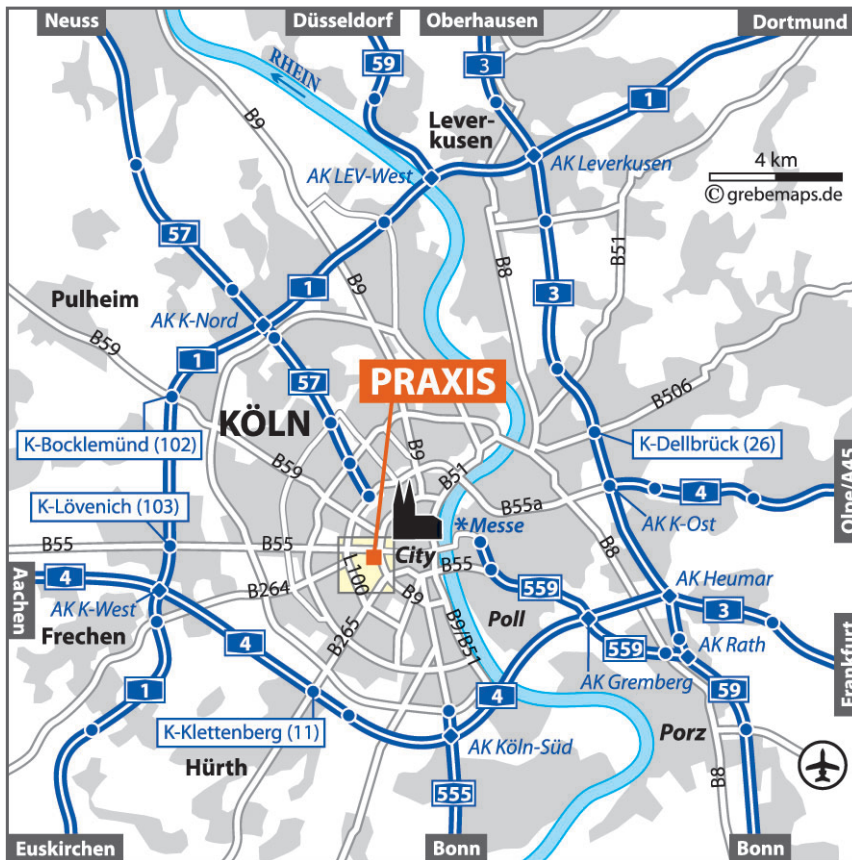 Neuss
Düsseldorf
Oberhausen
Dortmund
RHEIN
59
3
1
B9
Lever-
kusen
AK LEV-West
AK Leverkusen
4 km
© grebemaps.de
57
B51
B8
B9
1
3
Pulheim
AK K-Nord
B59
1
57
PRAXIS
B506
KÖLN
K-Bocklemünd (102)
B9
K-Dellbrück (26)
B59
B51
K-Lövenich (103)
B55a
4
Olpe/A45
*Messe
AK K-Ost
B55
B55
City
B55
B8
Aachen
4
L100
AK Heumar
B264
B9
559
3
AK K-West
Poll
Frechen
B265
B9/B51
559
AK Rath
Frankfurt
4
AK Gremberg
59
1
4
K-Klettenberg (11)
AK Köln-Süd
Porz
Hürth
B8
555
Euskirchen
Bonn
Bonn